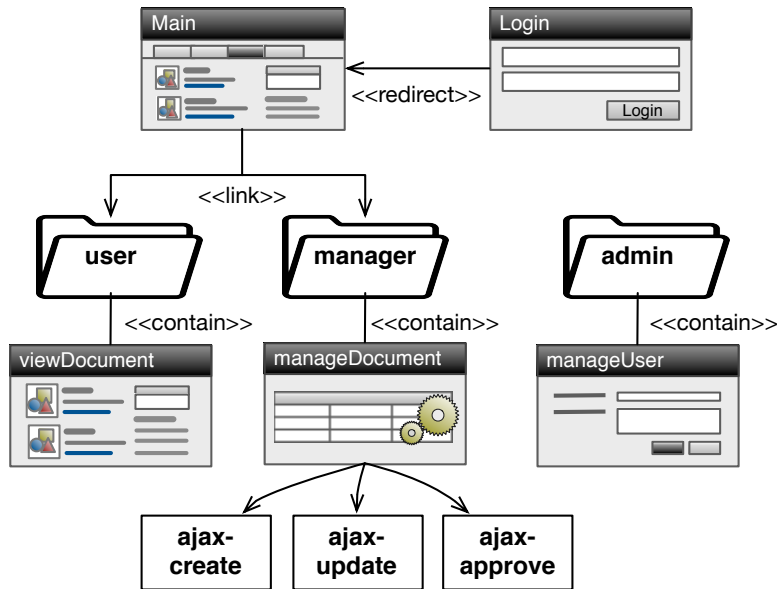 Main
Login
<<redirect>>
Login
<<link>>
user
manager
admin
<<contain>>
<<contain>>
<<contain>>
viewDocument
manageDocument
manageUser
ajax-
create
ajax-
update
ajax-
approve